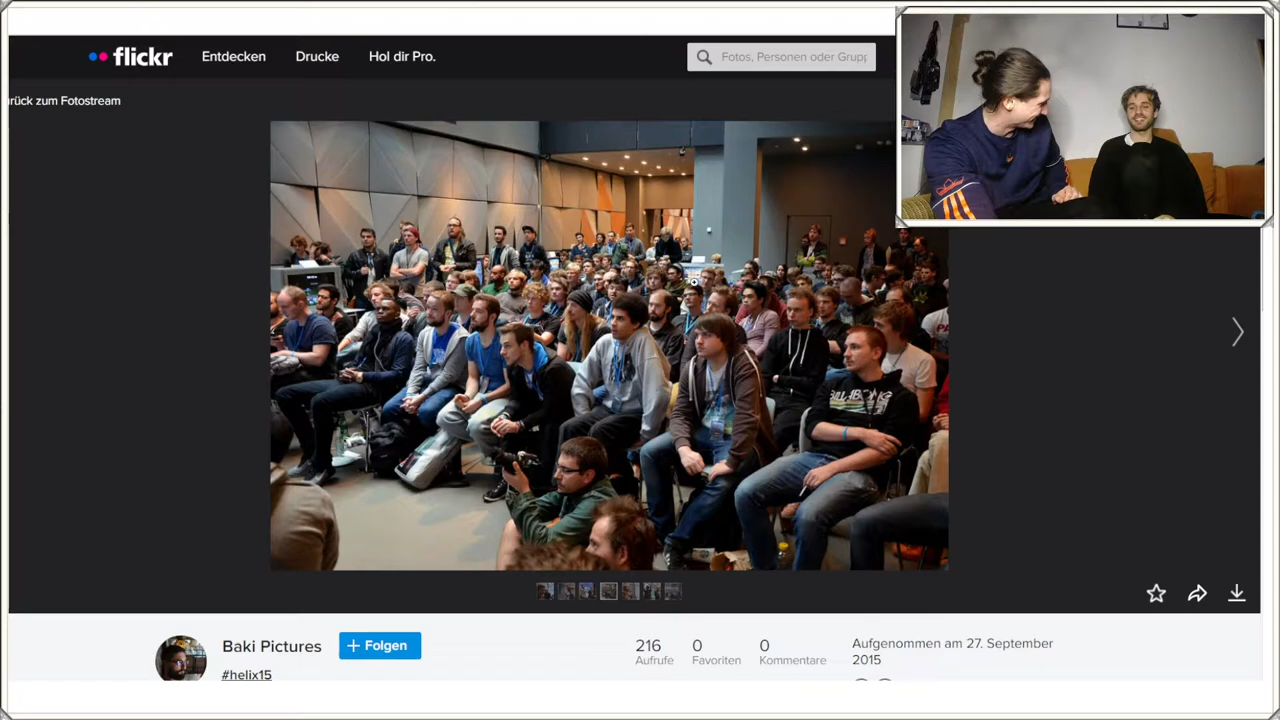 flickr Entdecken Drucke Hol dir Pro. Fotos, Personen oder Grupp
rück zum Fotostream
BILLABONG
Baki Pictures + Folgen
#helix15
216 Aufrufe
0 Favoriten
0 Kommentare
Aufgenommen am 27. September
2015